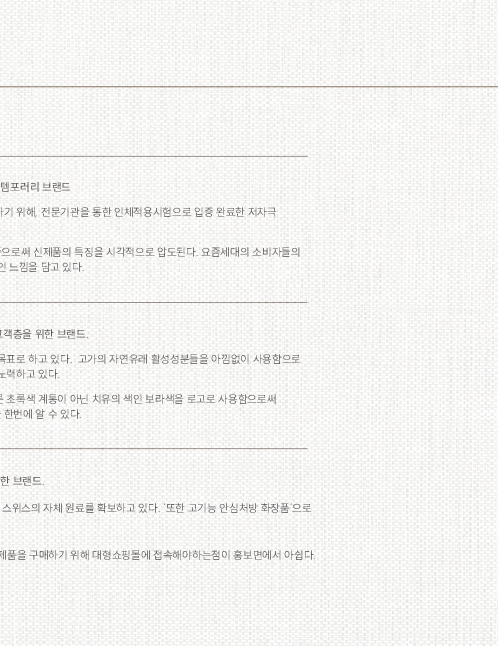 템포러리 브랜드
하기 위해, 전문기관을 통한 인체적용시험으로 입증 완료한 저자극
으로써 신제품의 특징을 시각적으로 압도된다. 요즘세대의 소비자들의
인 느낌을 담고 있다.
고객층을 위한 브랜드.
목표로 하고 있다. 고가의 자연유래 활성성분들을 아낌없이 사용함으로
노력하고 있다.
초록색 계통이 아닌 치유의 색인 보라색을 로고로 사용함으로써
한번에 알 수 있다.
한 브랜드.
스위스의 자체 원료를 확보하고 있다. '또한 고기능 안심처방 화장품'으로
제품을 구매하기 위해 대형쇼핑몰에 접속해야하는점이 홍보면에서 아쉽다.